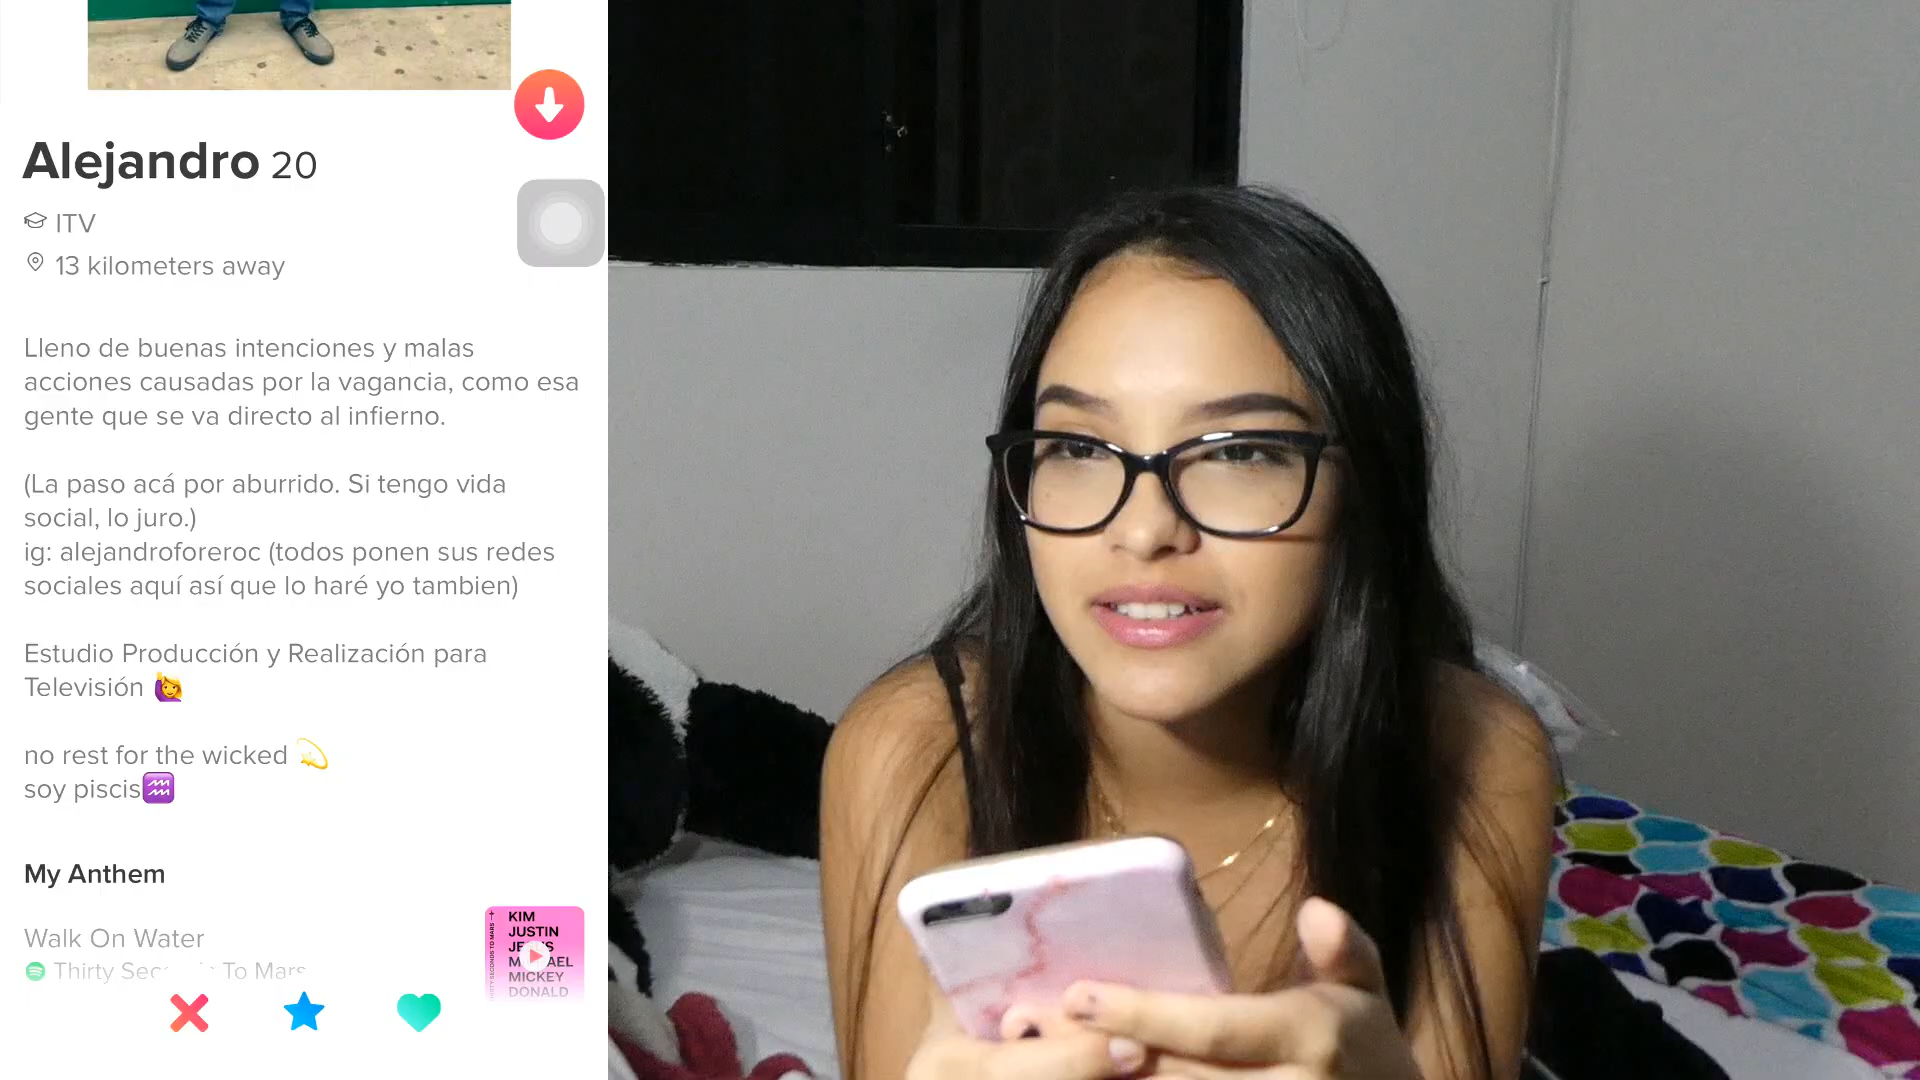 Alejandro 20
ITV
13 kilometers away
Lleno de buenas intenciones y malas
acciones causadas por la vagancia, como esa
gente que se va directo al infierno.
(La paso acá por aburrido. Si tengo vida
social, lo juro.)
ig: alejandroforeroc (todos ponen sus redes
sociales aquí así que lo haré yo tambien)
Estudio Producción y Realización para
Televisión 🙋‍♀️
no rest for the wicked 💫
soy piscis♒
My Anthem
Walk On Water
Thirty To Mars
KIM
JUSTIN
MICKEY
DONALD